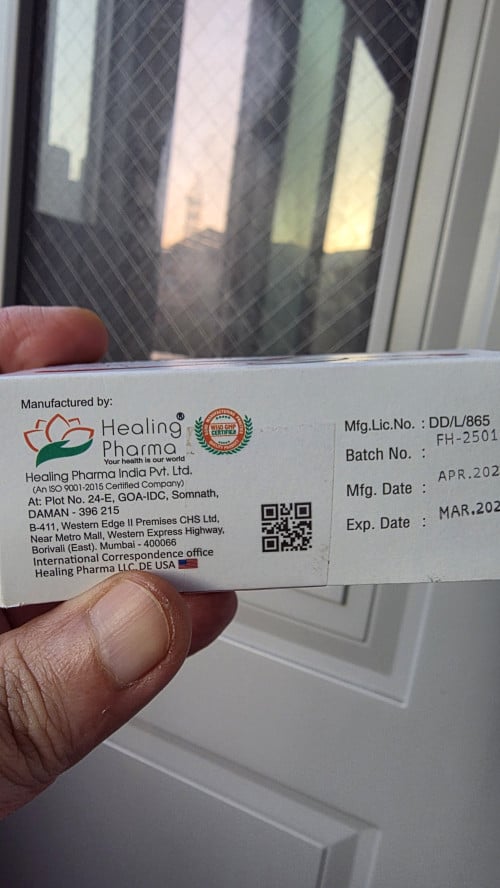 Manufactured by:
Healing®
Pharma
Your health is our world
WHO GMP
CERTIFIED
Healing Pharma India Pvt. Ltd.
(An ISO 9001-2015 Certified Company)
At: Plot No. 24-E, GOA-IDC, Somnath,
DAMAN - 396 215
B-411, Western Edge II Premises CHS Ltd,
Near Metro Mall, Western Express Highway,
Borivali (East). Mumbai - 400066
International Correspondence office
Healing Pharma LLC, DE USA
Mfg.Lic.No. : DD/L/865
Batch No. : FH-2501
Mfg. Date : APR.202
Exp. Date : MAR.202